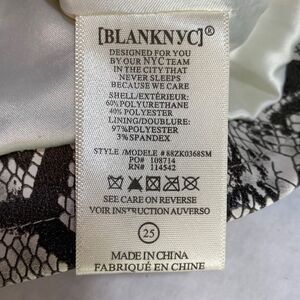 [BLANKNYC]®
DESIGNED FOR YOU
BY OUR NYC TEAM
IN THE CITY THAT
NEVER SLEEPS
BECAUSE WE CARE
SHELL/EXTÉRIEUR:
60% POLYURETHANE
40% POLYESTER
LINING/DOUBLURE:
97%POLYESTER
3% SPANDEX
STYLE /MODELE # 88ZK0368SM
PO# 108714
RN# 114542
SEE CARE ON REVERSE
VOIR INSTRUCTION AUVERSO
25
MADE IN CHINA
FABRIQUÉ EN CHINE